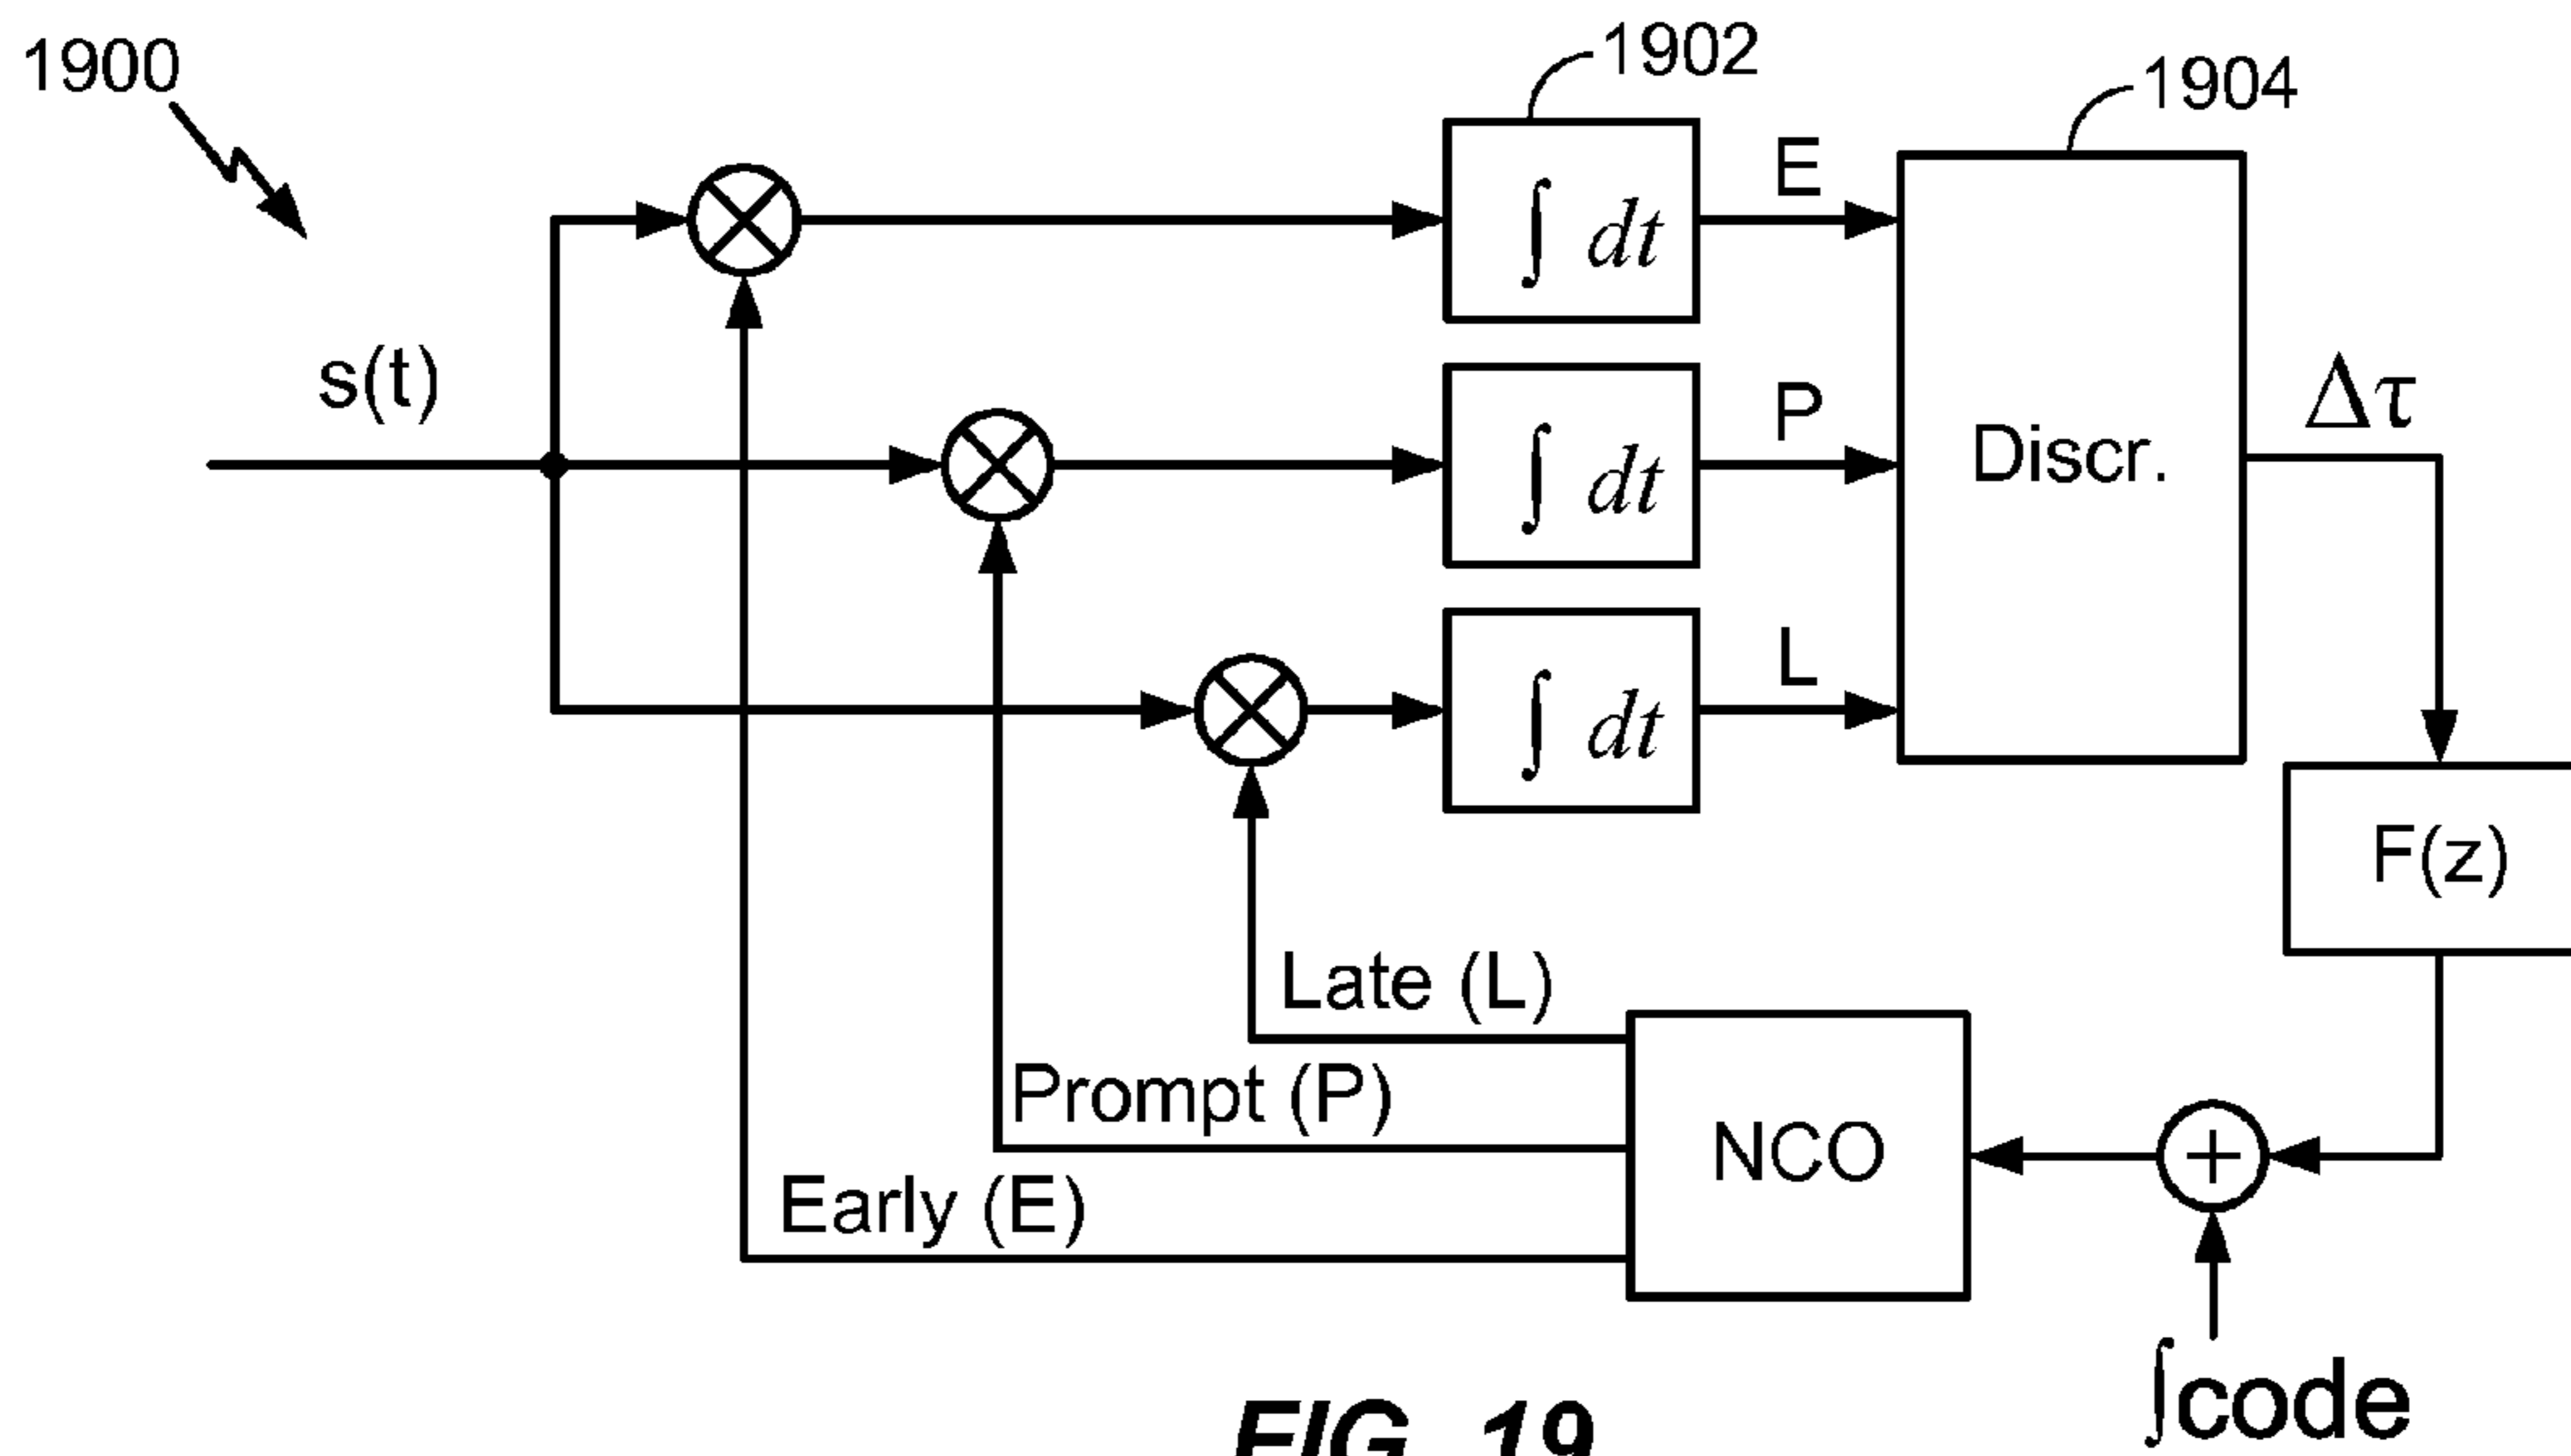 1900
1902
1904
s(t)
∫ dt
E
∫ dt
P
∫ dt
L
Discr.
Δτ
F(z)
Late (L)
Prompt (P)
Early (E)
NCO
+
∫code
FIG. 19